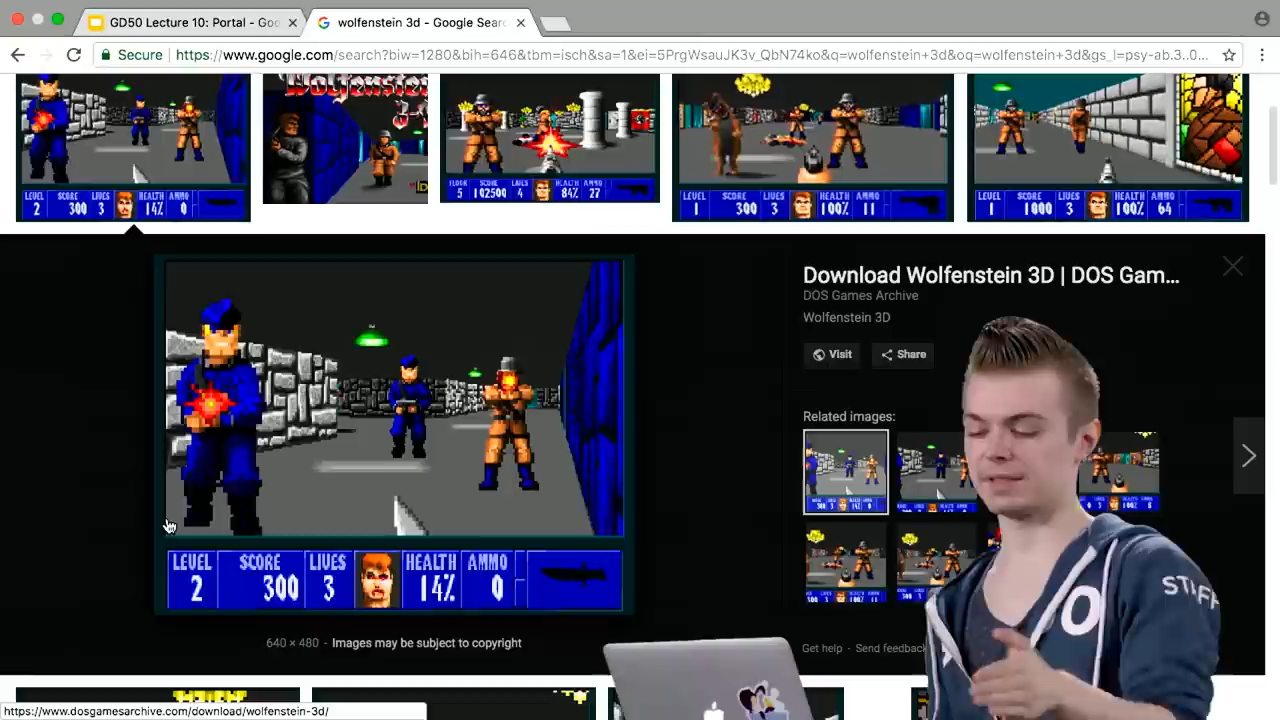 GD50 Lecture 10: Portal - Goo
wolfenstein 3d - Google Sear
Secure
https://www.google.com/search?biw=1280&bih=646&tbm=isch&sa=1&ei=5PrgWsauJK3v_QbN74ko&q=wolfenstein+3d&oq=wolfenstein+3d&gs_l=psy-ab.3..0...
Wolfenstein
3-
LEVEL SCORE LIVES HEALTH AMMO
2 300 3 14% 0
FLOOR SCORE LIVES HEALTH AMMO
5 102500 4 84% 27
LEVEL SCORE LIVES HEALTH AMMO
1 300 3 100% 11
LEVEL SCORE LIVES HEALTH AMMO
1 1000 3 100% 64
Download Wolfenstein 3D | DOS Gam...
DOS Games Archive
Wolfenstein 3D
Visit
Share
Related images:
LEVEL SCORE LIVES HEALTH AMMO
2 300 3 14% 0
640 × 480 - Images may be subject to copyright
Get help · Send feedback
STAFF
https://www.dosgamesarchive.com/download/wolfenstein-3d/